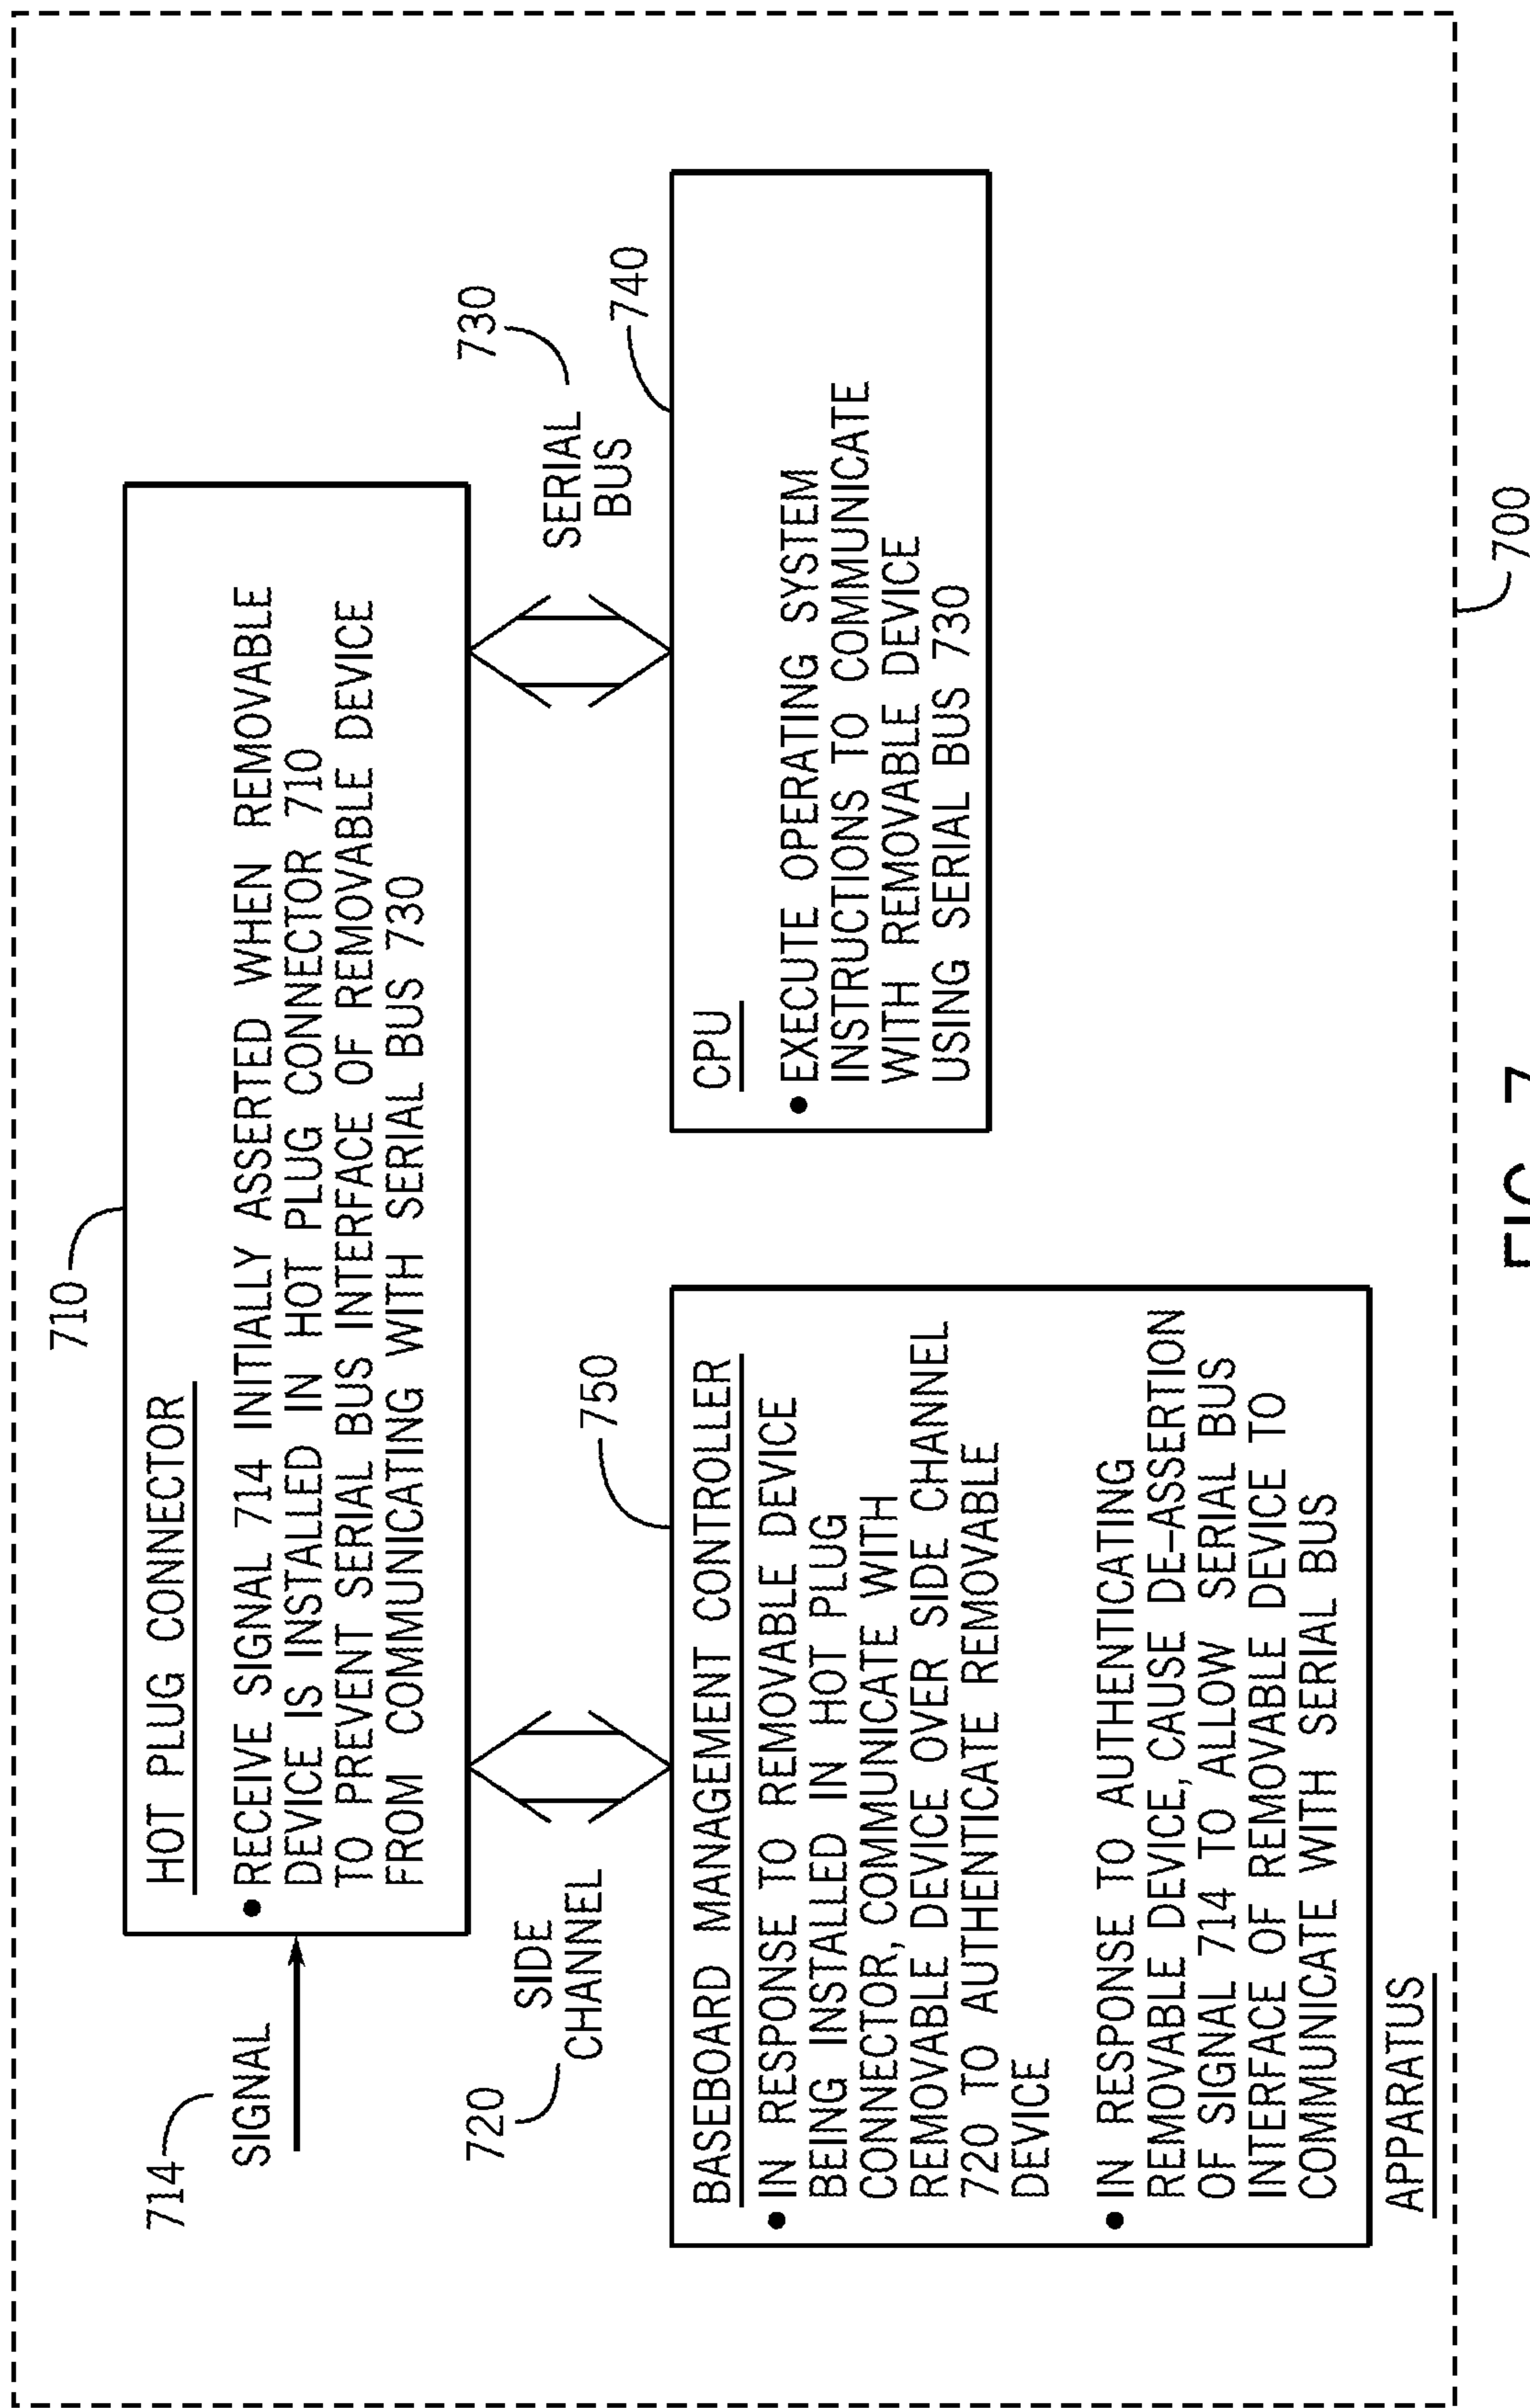 710
HOT PLUG CONNECTOR
• RECEIVE SIGNAL 714 INITIALLY ASSERTED WHEN REMOVABLE
DEVICE IS INSTALLED IN HOT PLUG CONNECTOR 710
TO PREVENT SERIAL BUS INTERFACE OF REMOVABLE DEVICE
FROM COMMUNICATING WITH SERIAL BUS 730
714
SIGNAL
720
SIDE
CHANNEL
730
SERIAL
BUS
750
BASEBOARD MANAGEMENT CONTROLLER
• IN RESPONSE TO REMOVABLE DEVICE
BEING INSTALLED IN HOT PLUG
CONNECTOR, COMMUNICATE WITH
REMOVABLE DEVICE OVER SIDE CHANNEL
720 TO AUTHENTICATE REMOVABLE
DEVICE
• IN RESPONSE TO AUTHENTICATING
REMOVABLE DEVICE, CAUSE DE-ASSERTION
OF SIGNAL 714 TO ALLOW SERIAL BUS
INTERFACE OF REMOVABLE DEVICE TO
COMMUNICATE WITH SERIAL BUS
740
CPU
• EXECUTE OPERATING SYSTEM
INSTRUCTIONS TO COMMUNICATE
WITH REMOVABLE DEVICE
USING SERIAL BUS 730
APPARATUS
700
FIG. 7